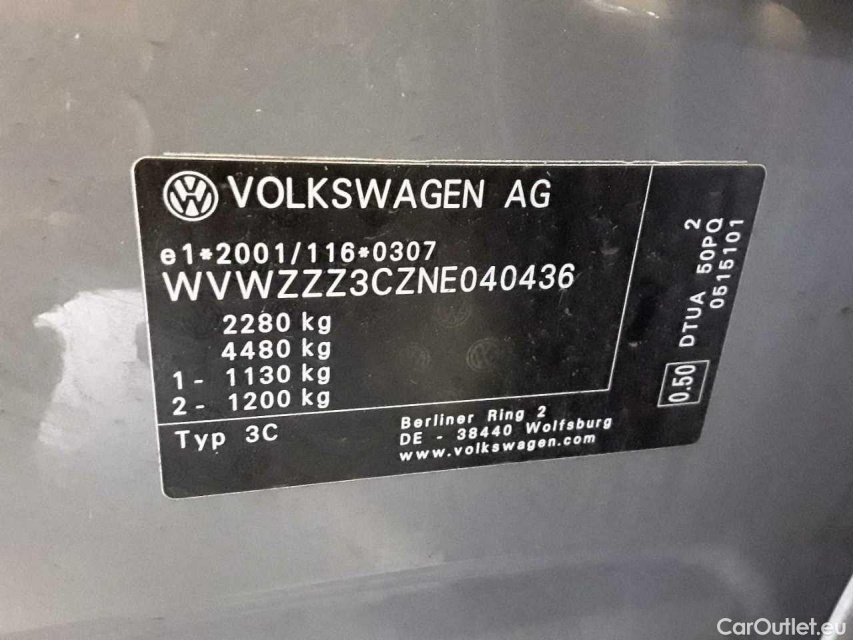 VOLKSWAGEN AG
e1*2001/116*0307
WVWZZZ3CZNE040436
2280 kg
4480 kg
1 - 1130 kg
2 - 1200 kg
Typ 3C
Berliner Ring 2
DE - 38440 Wolfsburg
www.volkswagen.com
0.50
DTUA 50PQ
2
0515101
CarOutlet.eu